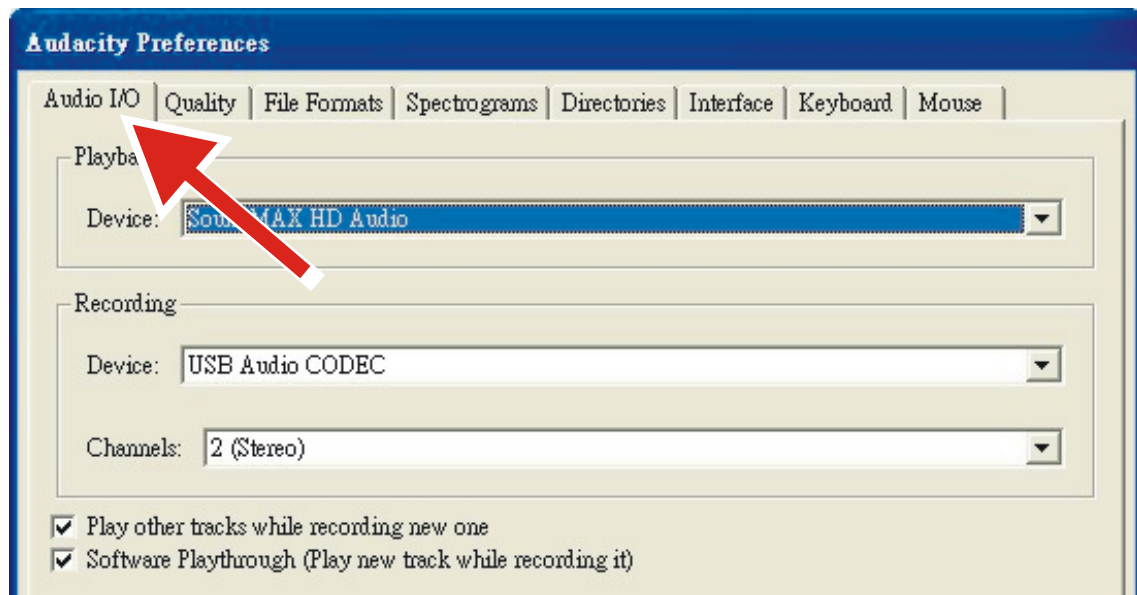 Audacity Preferences
Audio I/O Quality File Formats Spectrograms Directories Interface Keyboard Mouse
Device: MAX HD Audio
Recording
Device: USB Audio CODEC
Channels: 2 (Stereo)
Play other tracks while recording new one
Software Playthrough (Play new track while recording it)